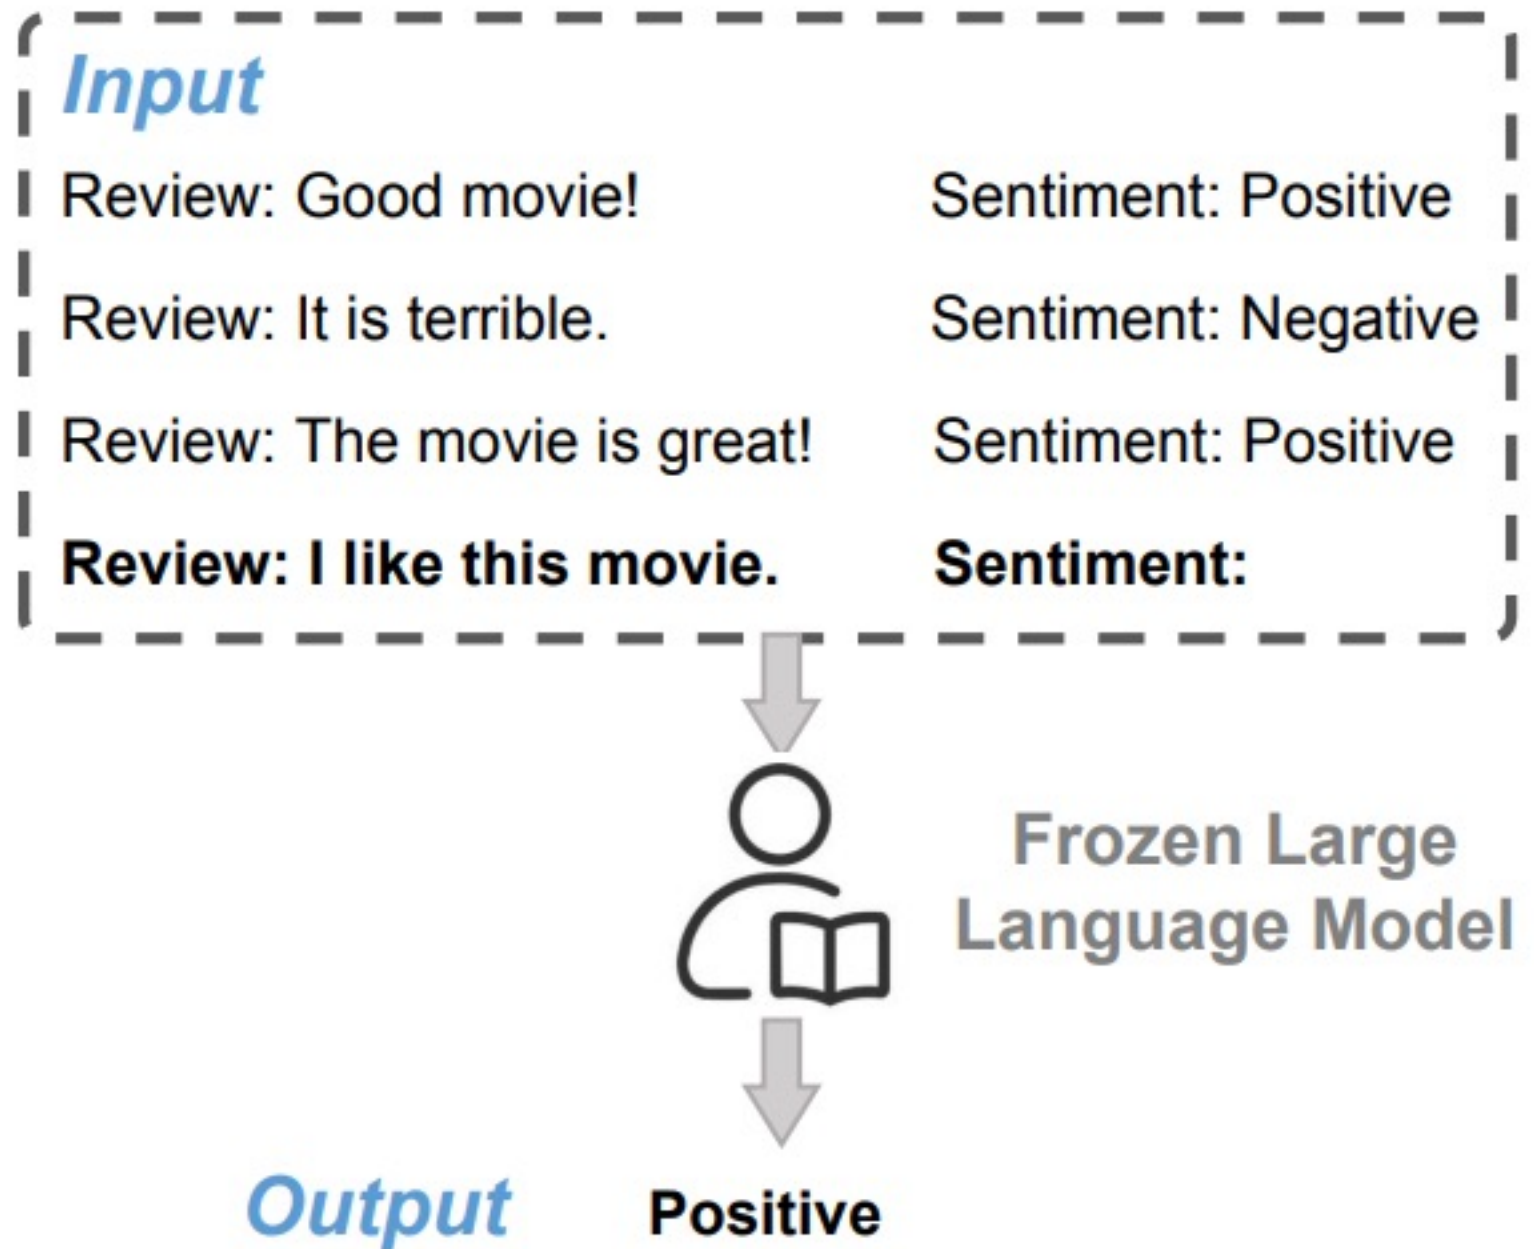 Input
Review: Good movie! Sentiment: Positive
Review: It is terrible. Sentiment: Negative
Review: The movie is great! Sentiment: Positive
Review: I like this movie. Sentiment:
Frozen Large
Language Model
Output Positive